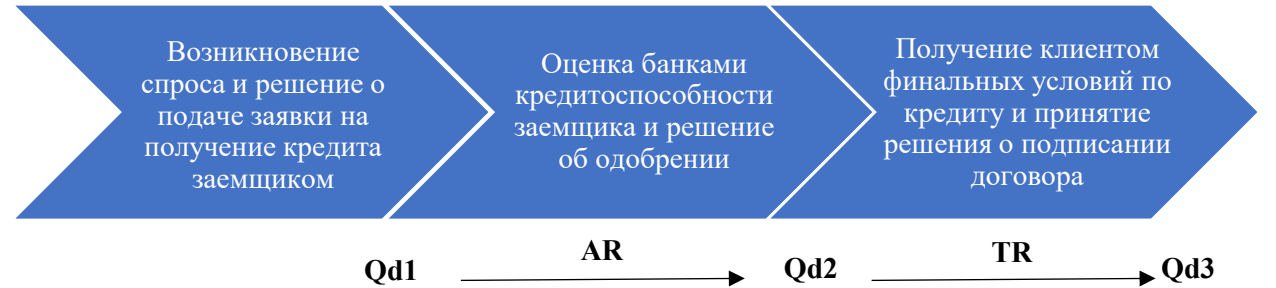 Возникновение
спроса и решение о
подаче заявки на
получение кредита
заемщиком
Оценка банками
кредитоспособности
заемщика и решение
об одобрении
Получение клиентом
финальных условий по
кредиту и принятие
решения о подписании
договора
Qd1
AR
Qd2
TR
Qd3